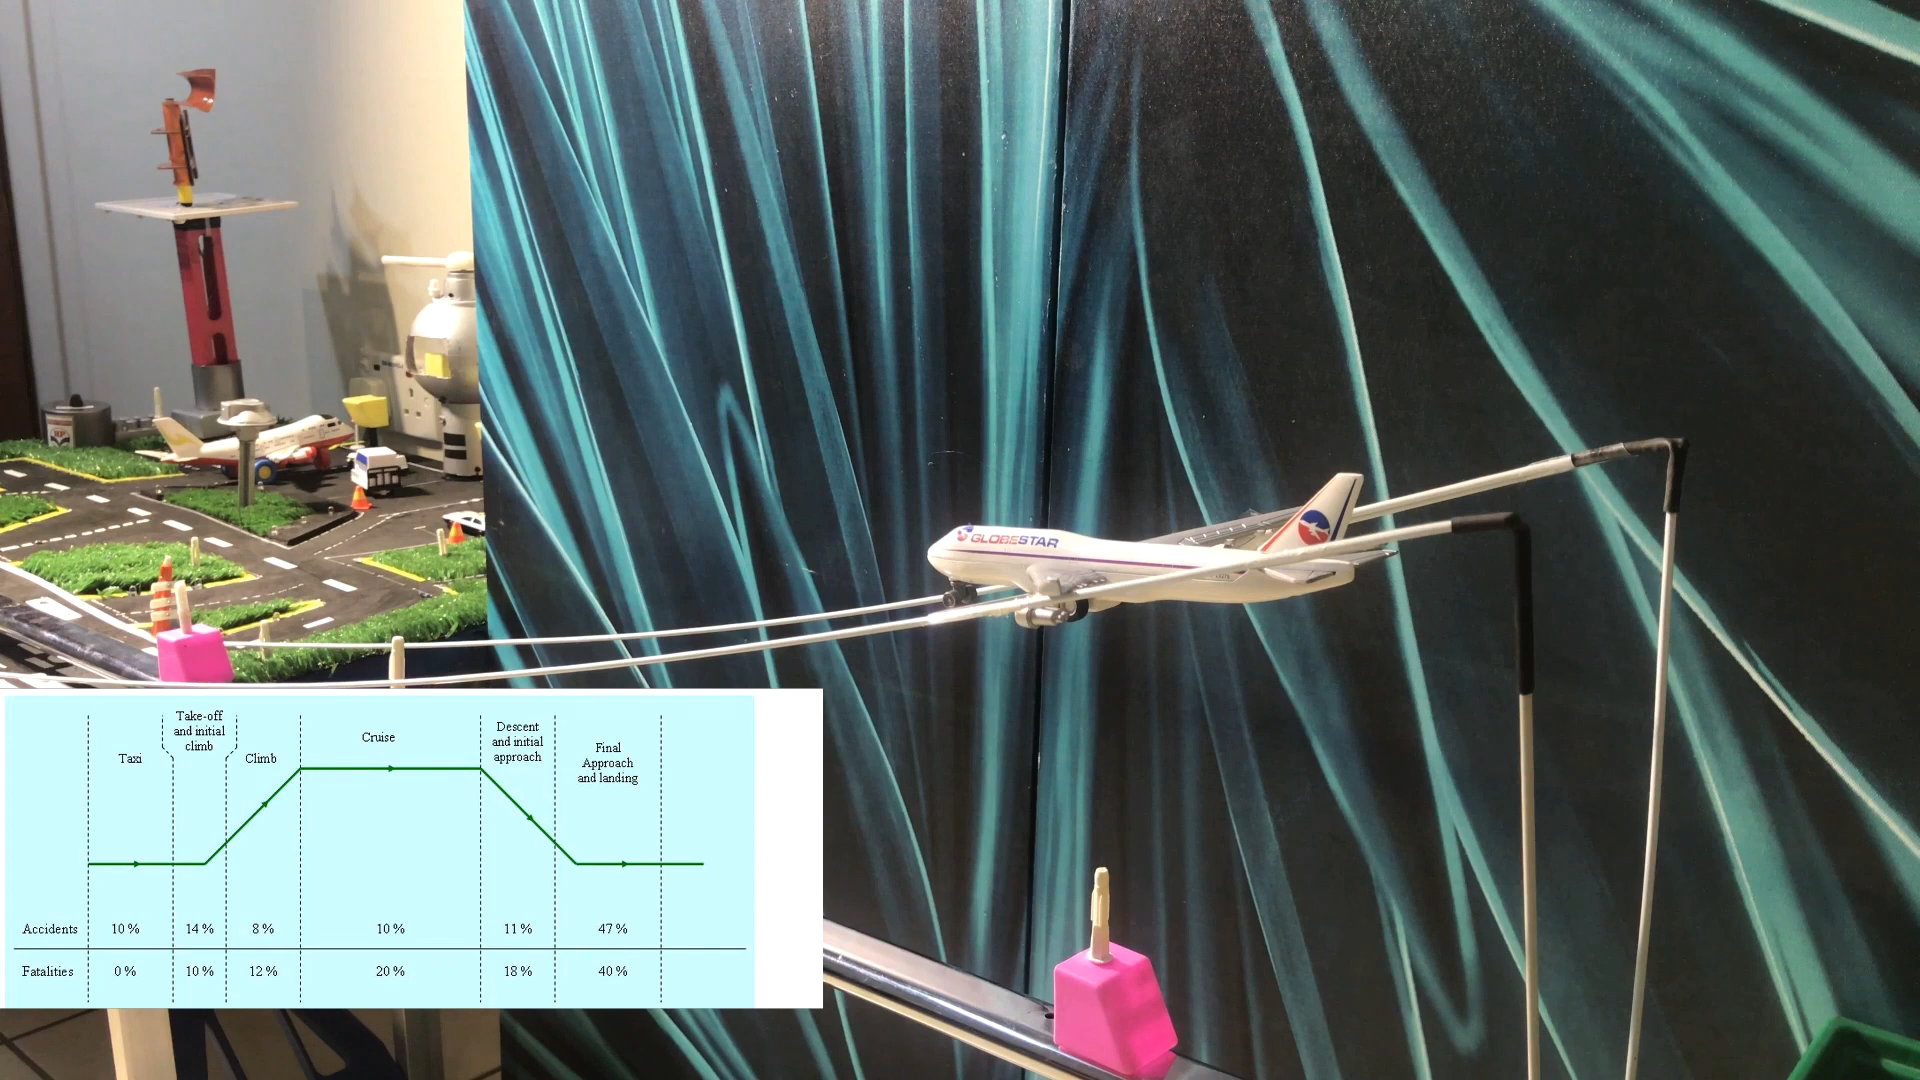 GLOBESTAR
Take-off
and initial
climb
Taxi
Climb
Cruise
Descent
and initial
approach
Final
Approach
and landing
Accidents 10 % 14 % 8 % 10 % 11 % 47 %
Fatalities 0 % 10 % 12 % 20 % 18 % 40 %